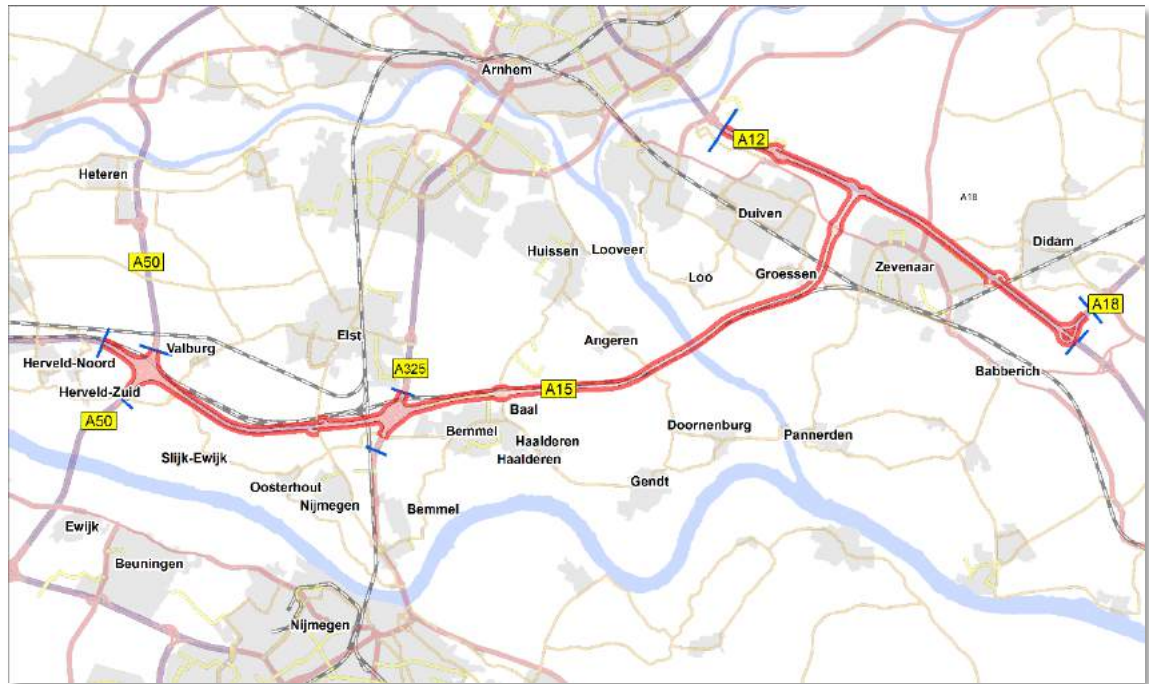 Arnhem
A12
Heteren
A18
Duiven
Didam
Huissen
Looveer
A50
Loo
Groessen
Zevenaar
A18
Elst
Angeren
Valburg
Herveld-Noord
A325
Babberich
Herveld-Zuid
A15
Baal
A50
Bemmel
Doornenburg
Pannerden
Haalderen
Haalderen
Slijk-Ewijk
Gendt
Oosterhout
Nijmegen
Bemmel
Ewijk
Beuningen
Nijmegen